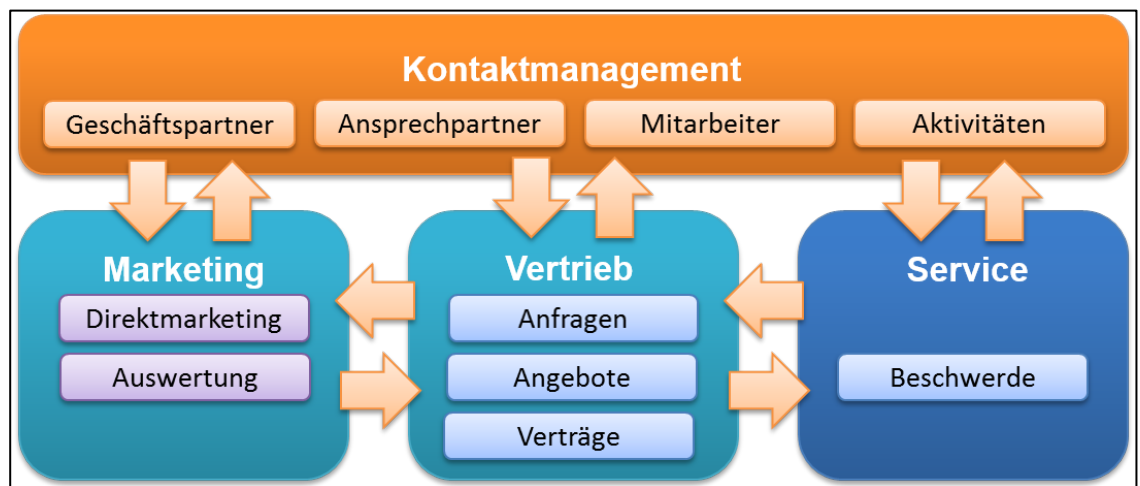 Kontaktmanagement
Geschäftspartner
Ansprechpartner
Mitarbeiter
Aktivitäten
Marketing
Direktmarketing
Auswertung
Vertrieb
Anfragen
Angebote
Verträge
Service
Beschwerde